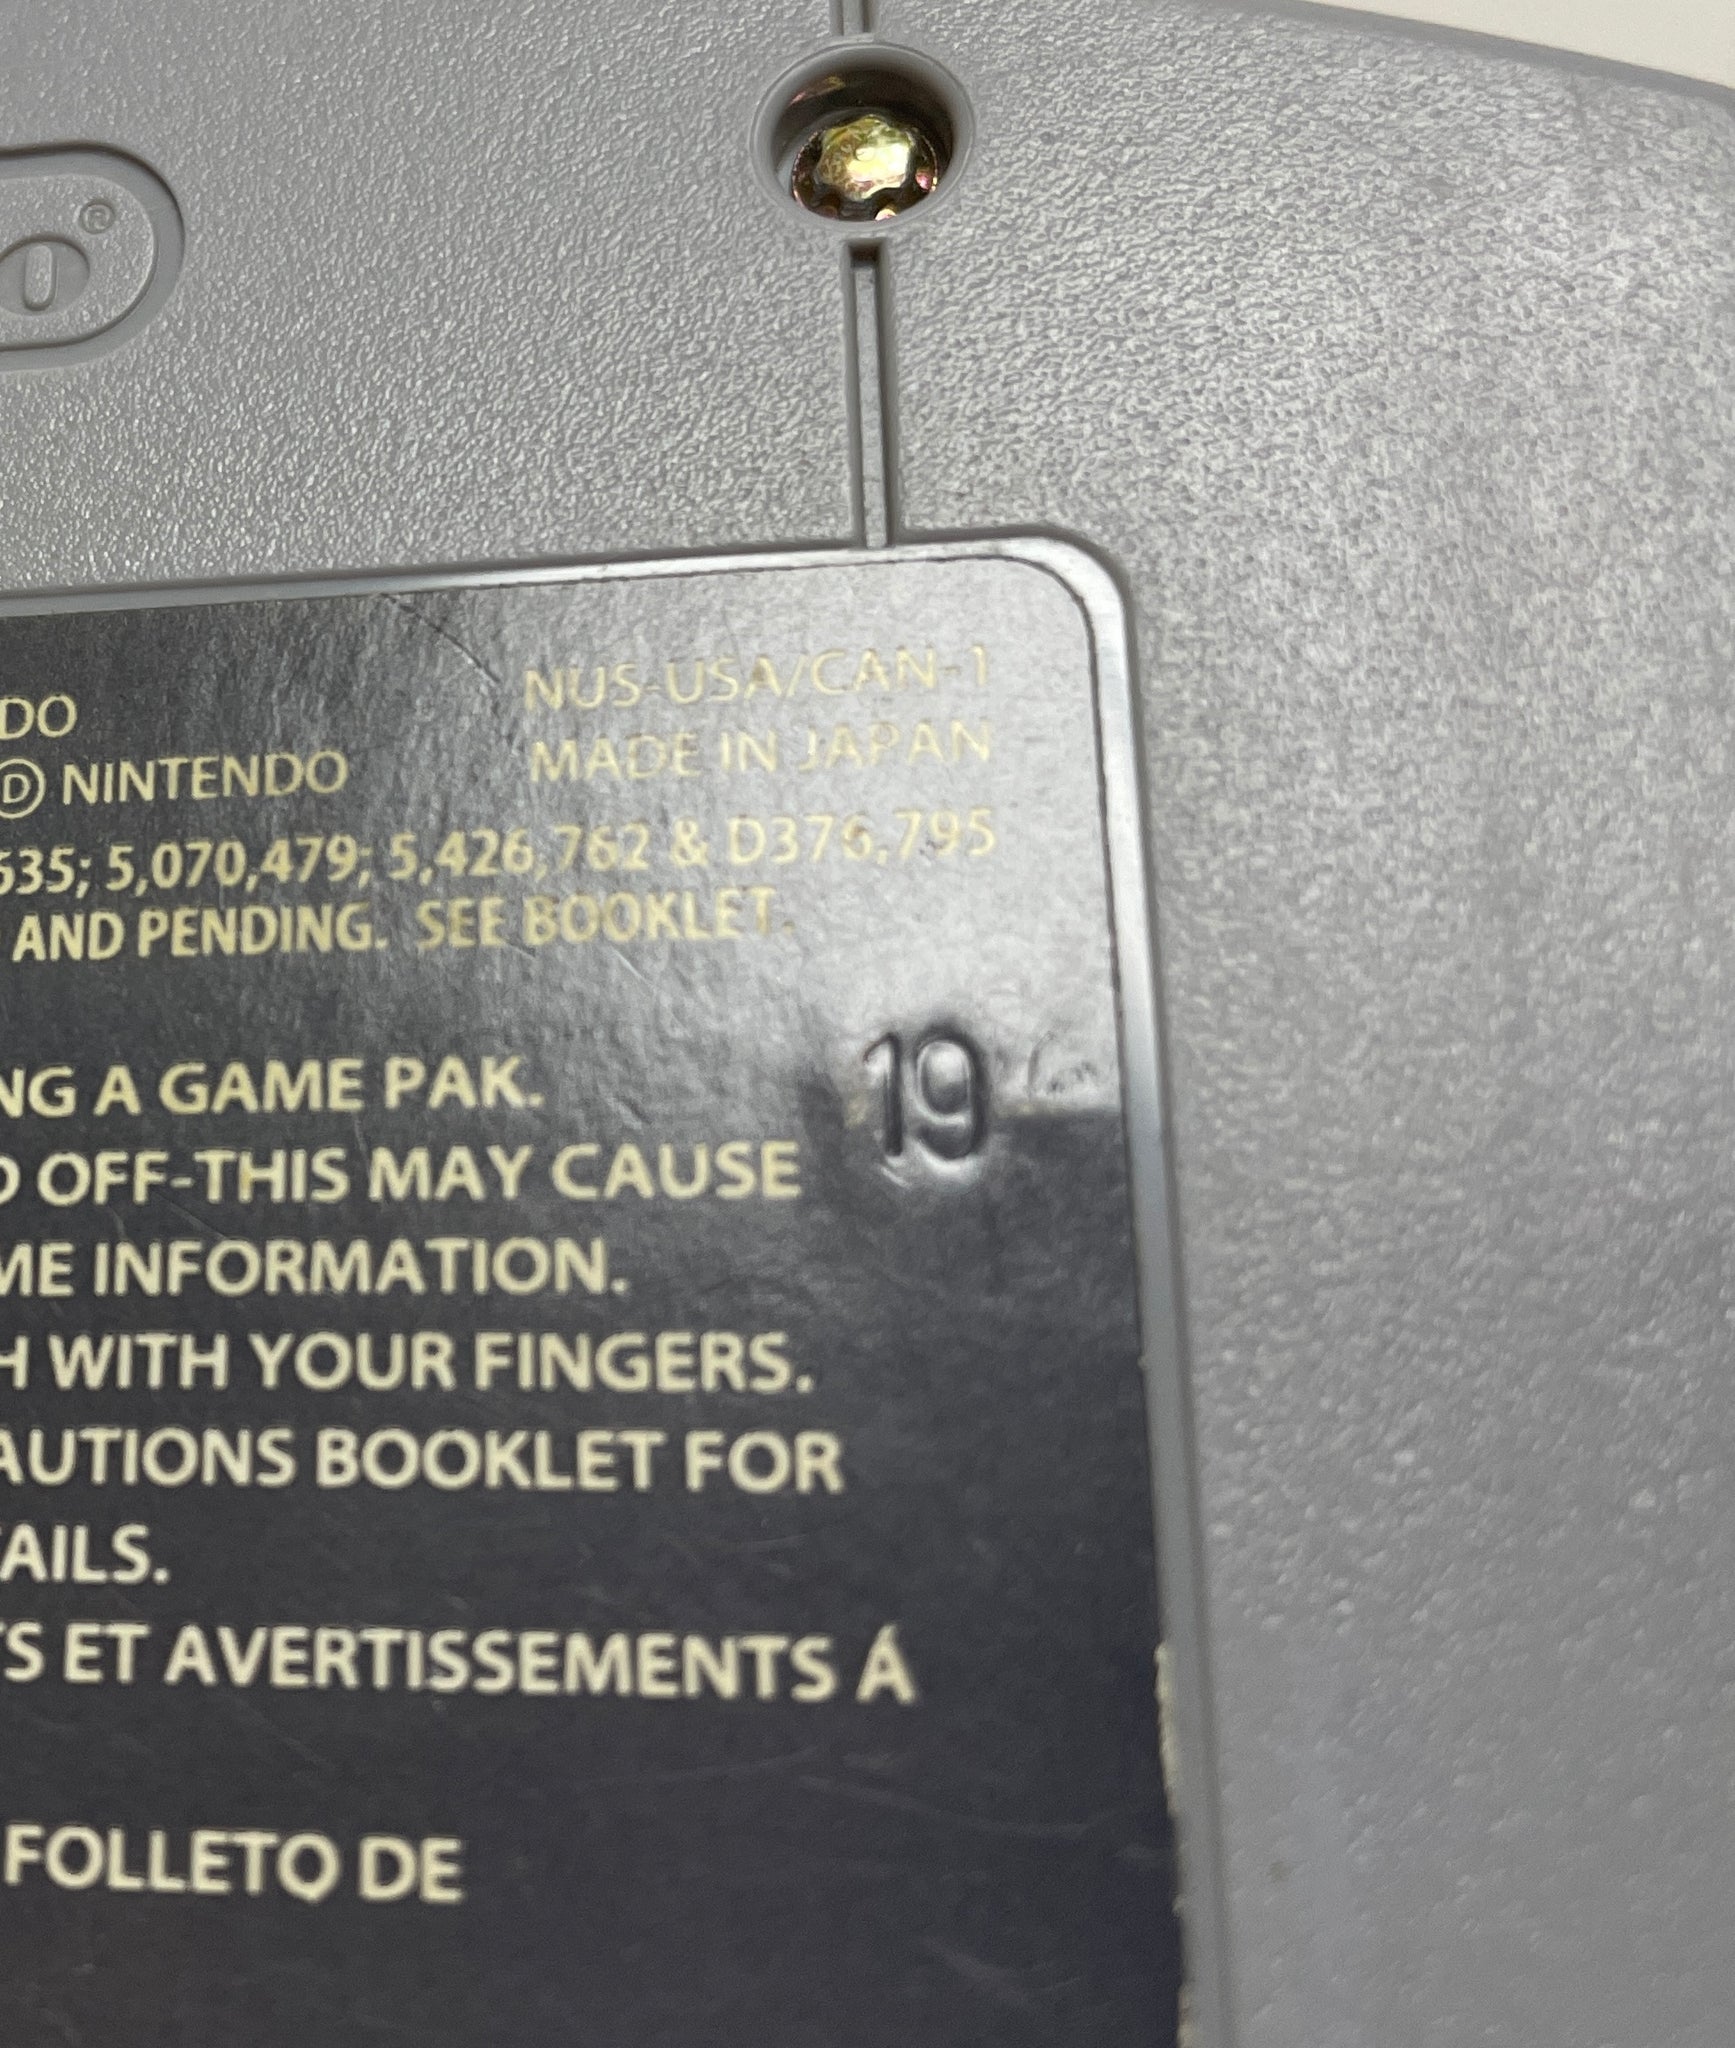 O®
NUS-USA/CAN-1
DO
MADE IN JAPAN
Ⓓ NINTENDO
635; 5,070,479; 5,426,762 & D376,795
AND PENDING. SEE BOOKLET.
19
NG A GAME PAK.
D OFF-THIS MAY CAUSE
ME INFORMATION.
H WITH YOUR FINGERS.
AUTIONS BOOKLET FOR
AILS.
TS ET AVERTISSEMENTS Á
FOLLETO DE